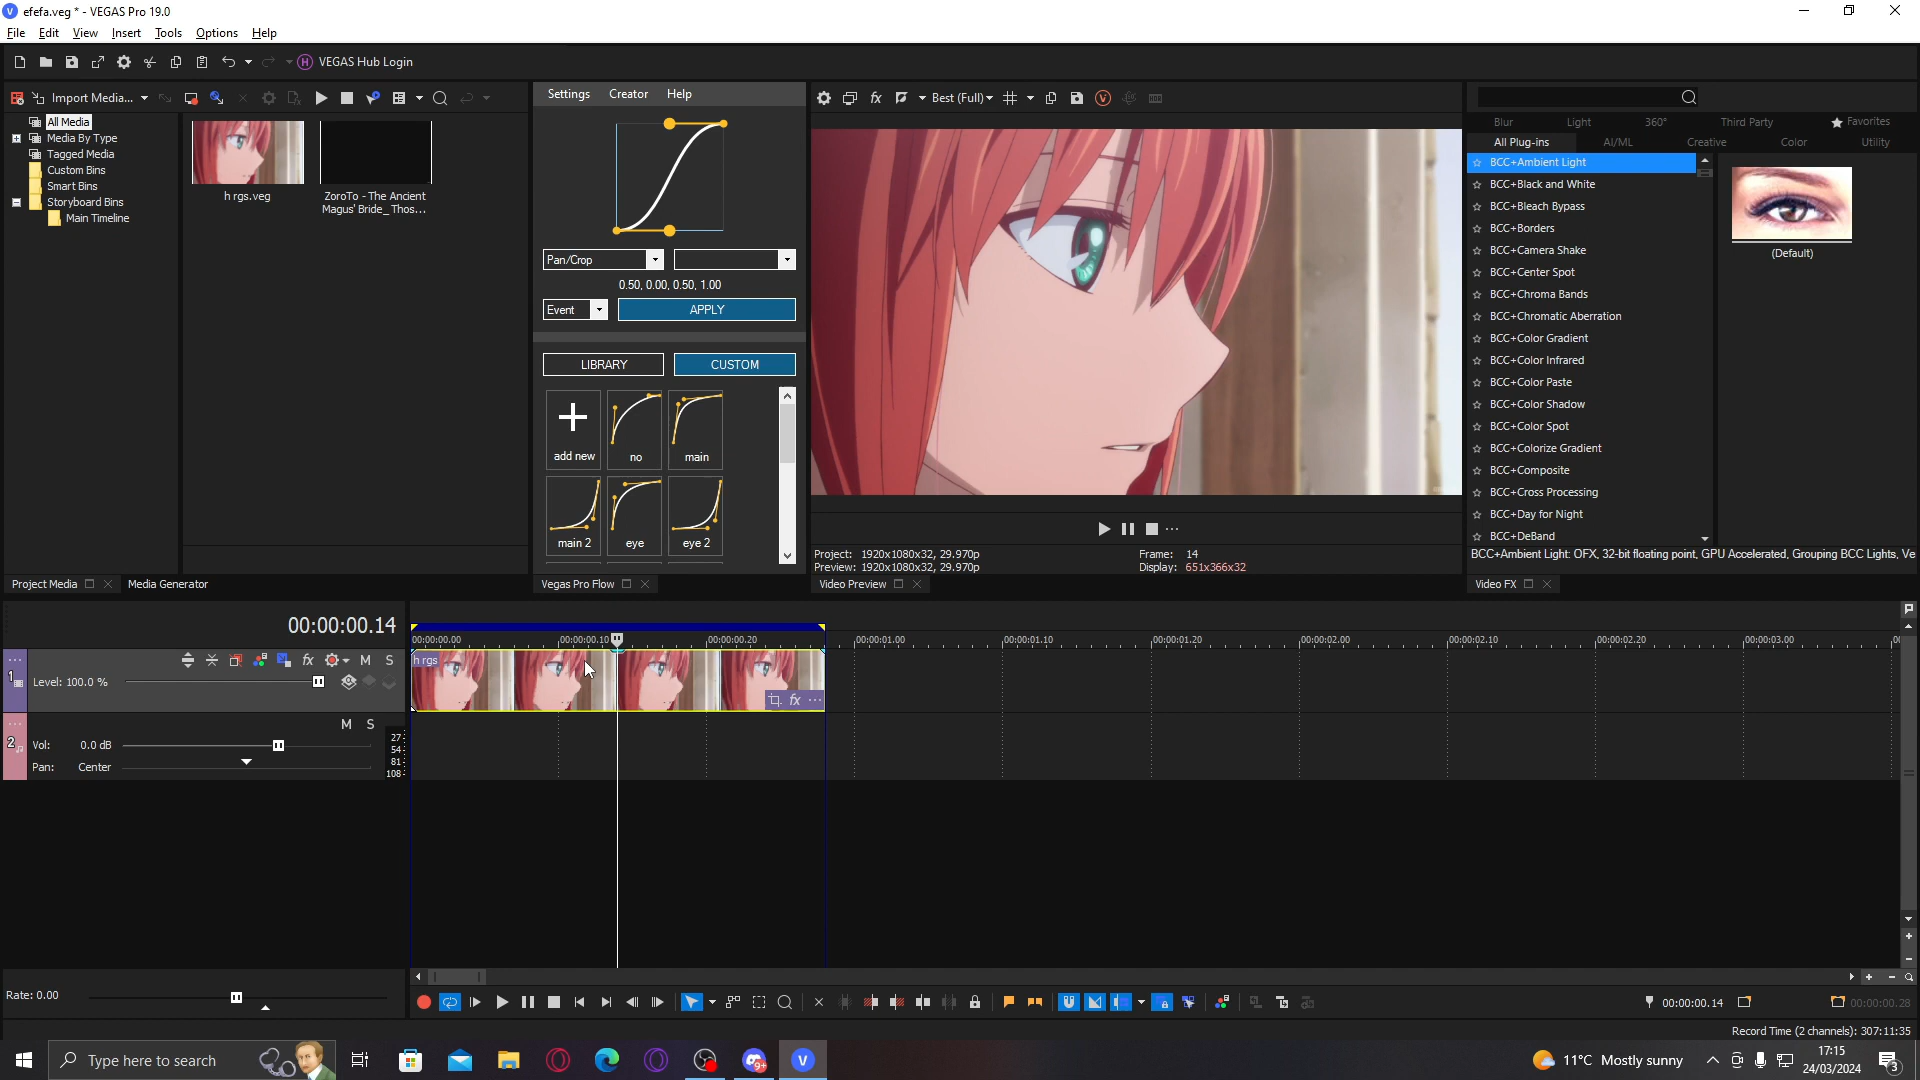 efefa.veg * - VEGAS Pro 19.0
File Edit View Insert Tools Options Help
VEGAS Hub Login
Import Media...
All Media
Media By Type
Tagged Media
Custom Bins
Smart Bins
Storyboard Bins
Main Timeline
h rgs.veg
ZoroTo - The Ancient
Magus' Bride_ Thos...
Project Media
Media Generator
Settings Creator Help
Pan/Crop
0.50, 0.00, 0.50, 1.00
Event
APPLY
LIBRARY
CUSTOM
add new
no
main
main 2
eye
eye 2
Vegas Pro Flow
Best (Full)
Project: 1920x1080x32, 29.970p
Preview: 1920x1080x32, 29.970p
Frame: 14
Display: 651x366x32
Video Preview
Blur Light 360° Third Party Favorites
All Plug-ins AI/ML Creative Color Utility
BCC+Ambient Light
BCC+Black and White
BCC+Bleach Bypass
BCC+Borders
BCC+Camera Shake
BCC+Center Spot
BCC+Chroma Bands
BCC+Chromatic Aberration
BCC+Color Gradient
BCC+Color Infrared
BCC+Color Paste
BCC+Color Shadow
BCC+Color Spot
BCC+Colorize Gradient
BCC+Composite
BCC+Cross Processing
BCC+Day for Night
BCC+DeBand
(Default)
BCC+Ambient Light: OFX, 32-bit floating point, GPU Accelerated, Grouping BCC Lights, Ve
Video FX
00:00:00.14
00:00:00.00 00:00:00.10 00:00:00.20 00:00:01.00 00:00:01.10 00:00:01.20 00:00:02.00 00:00:02.10 00:00:02.20 00:00:03.00
1
M S
Level: 100.0 %
h rgs
fx
2
M S
Vol: 0.0 dB
Pan: Center
27
54
81
108
Rate: 0.00
00:00:00.14
00:00:00.28
Record Time (2 channels): 307:11:35
Type here to search
9+
11°C Mostly sunny
17:15
24/03/2024
3